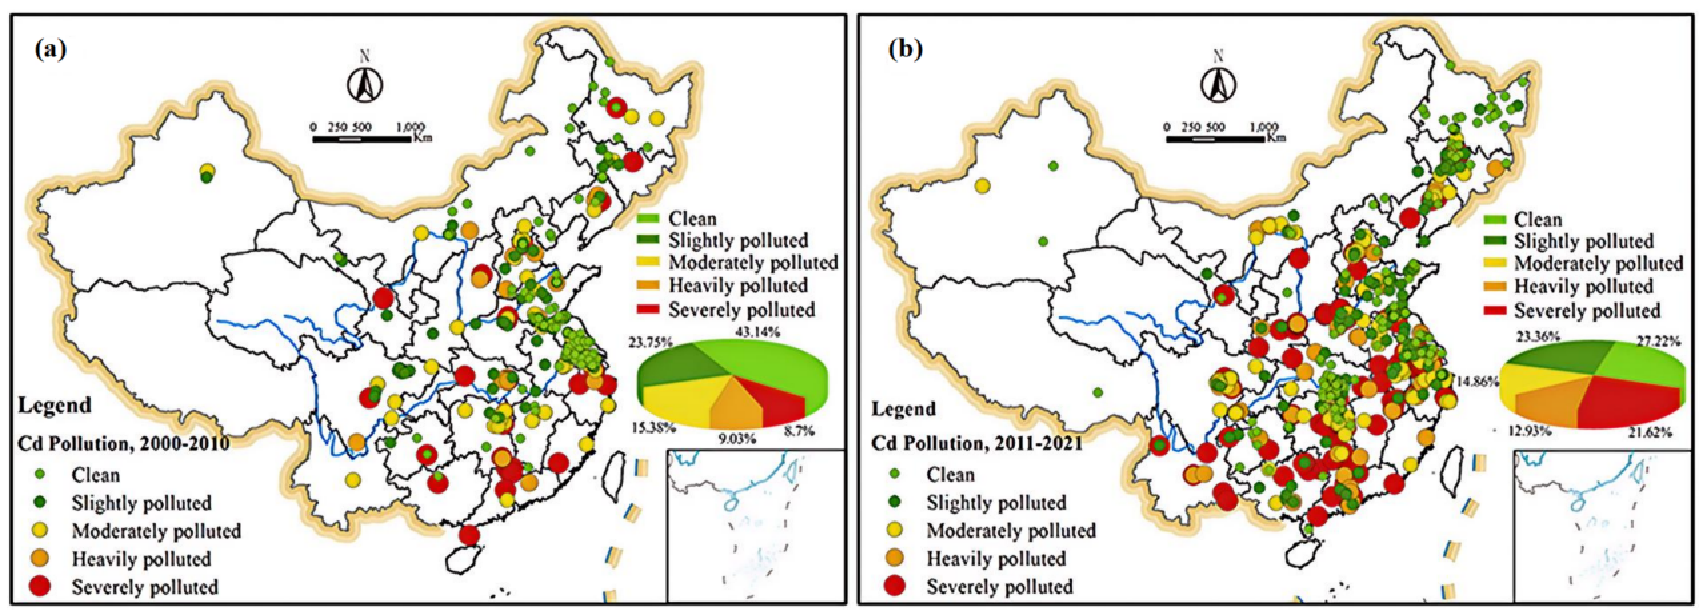 (a)
N
0 250 500 1,000
Km
Clean
Slightly polluted
Moderately polluted
Heavily polluted
Severely polluted
43.14%
23.75%
15.38%
9.03%
8.7%
Legend
Cd Pollution, 2000-2010
Clean
Slightly polluted
Moderately polluted
Heavily polluted
Severely polluted
(b)
N
0 250 500 1,000
Km
Clean
Slightly polluted
Moderately polluted
Heavily polluted
Severely polluted
23.36%
27.22%
14.86%
12.93%
21.62%
Legend
Cd Pollution, 2011-2021
Clean
Slightly polluted
Moderately polluted
Heavily polluted
Severely polluted